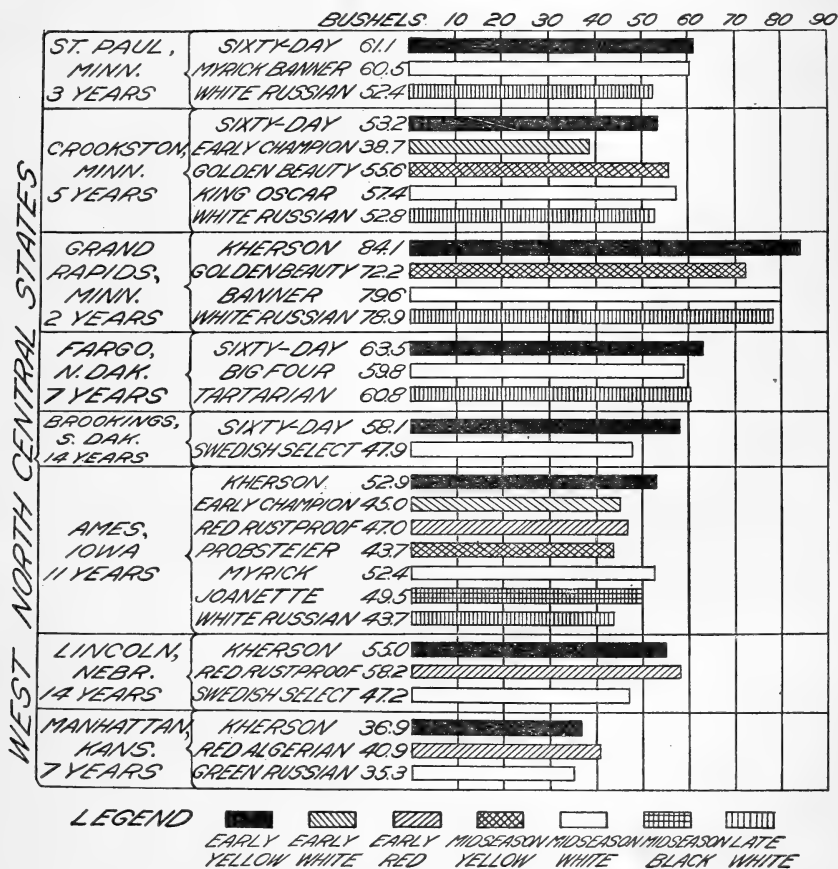 BUSHELS. 10 20 30 40 50 60 70 80 90
WEST NORTH CENTRAL STATES
ST. PAUL,
MINN.
3 YEARS
SIXTY-DAY 61.1
MYRICK BANNER 60.5
WHITE RUSSIAN 52.4
CROOKSTON,
MINN.
5 YEARS
SIXTY-DAY 53.2
EARLY CHAMPION 38.7
GOLDEN BEAUTY 55.6
KING OSCAR 57.4
WHITE RUSSIAN 52.8
GRAND
RAPIDS,
MINN.
2 YEARS
KHERSON 84.1
GOLDEN BEAUTY 72.2
BANNER 79.6
WHITE RUSSIAN 78.9
FARGO,
N. DAK.
7 YEARS
SIXTY-DAY 63.5
BIG FOUR 59.8
TARTARIAN 60.8
BROOKINGS,
S. DAK.
14 YEARS
SIXTY-DAY 58.1
SWEDISH SELECT 47.9
AMES,
IOWA
11 YEARS
KHERSON 52.9
EARLY CHAMPION 45.0
RED RUSTPROOF 47.0
PROBSTEIER 43.7
MYRICK 52.4
JOANETTE 49.5
WHITE RUSSIAN 43.7
LINCOLN,
NEBR.
14 YEARS
KHERSON 55.0
RED RUSTPROOF 58.2
SWEDISH SELECT 47.2
MANHATTAN,
KANS.
7 YEARS
KHERSON 36.9
RED ALGERIAN 40.9
GREEN RUSSIAN 35.3
LEGEND
EARLY YELLOW
EARLY WHITE
EARLY RED
MIDSEASON YELLOW
MIDSEASON WHITE
MIDSEASON BLACK
LATE WHITE